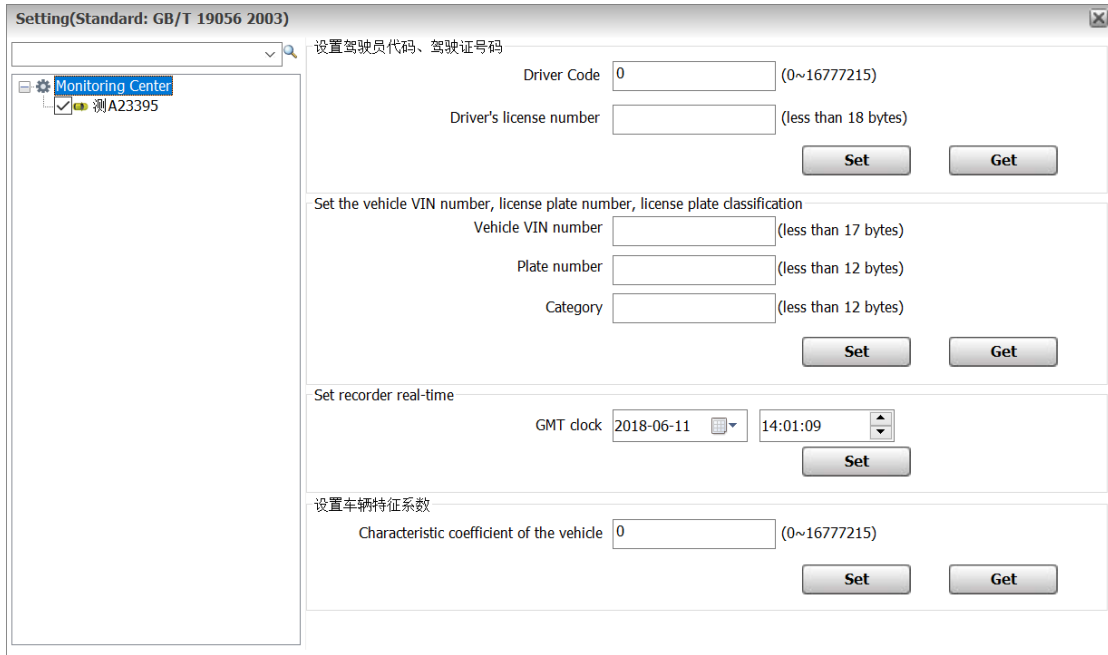 Setting(Standard: GB/T 19056 2003)
Monitoring Center
测A23395
设置驾驶员代码、驾驶证号码
Driver Code 0 (0~16777215)
Driver's license number (less than 18 bytes)
Set Get
Set the vehicle VIN number, license plate number, license plate classification
Vehicle VIN number (less than 17 bytes)
Plate number (less than 12 bytes)
Category (less than 12 bytes)
Set Get
Set recorder real-time
GMT clock 2018-06-11 14:01:09
Set
设置车辆特征系数
Characteristic coefficient of the vehicle 0 (0~16777215)
Set Get